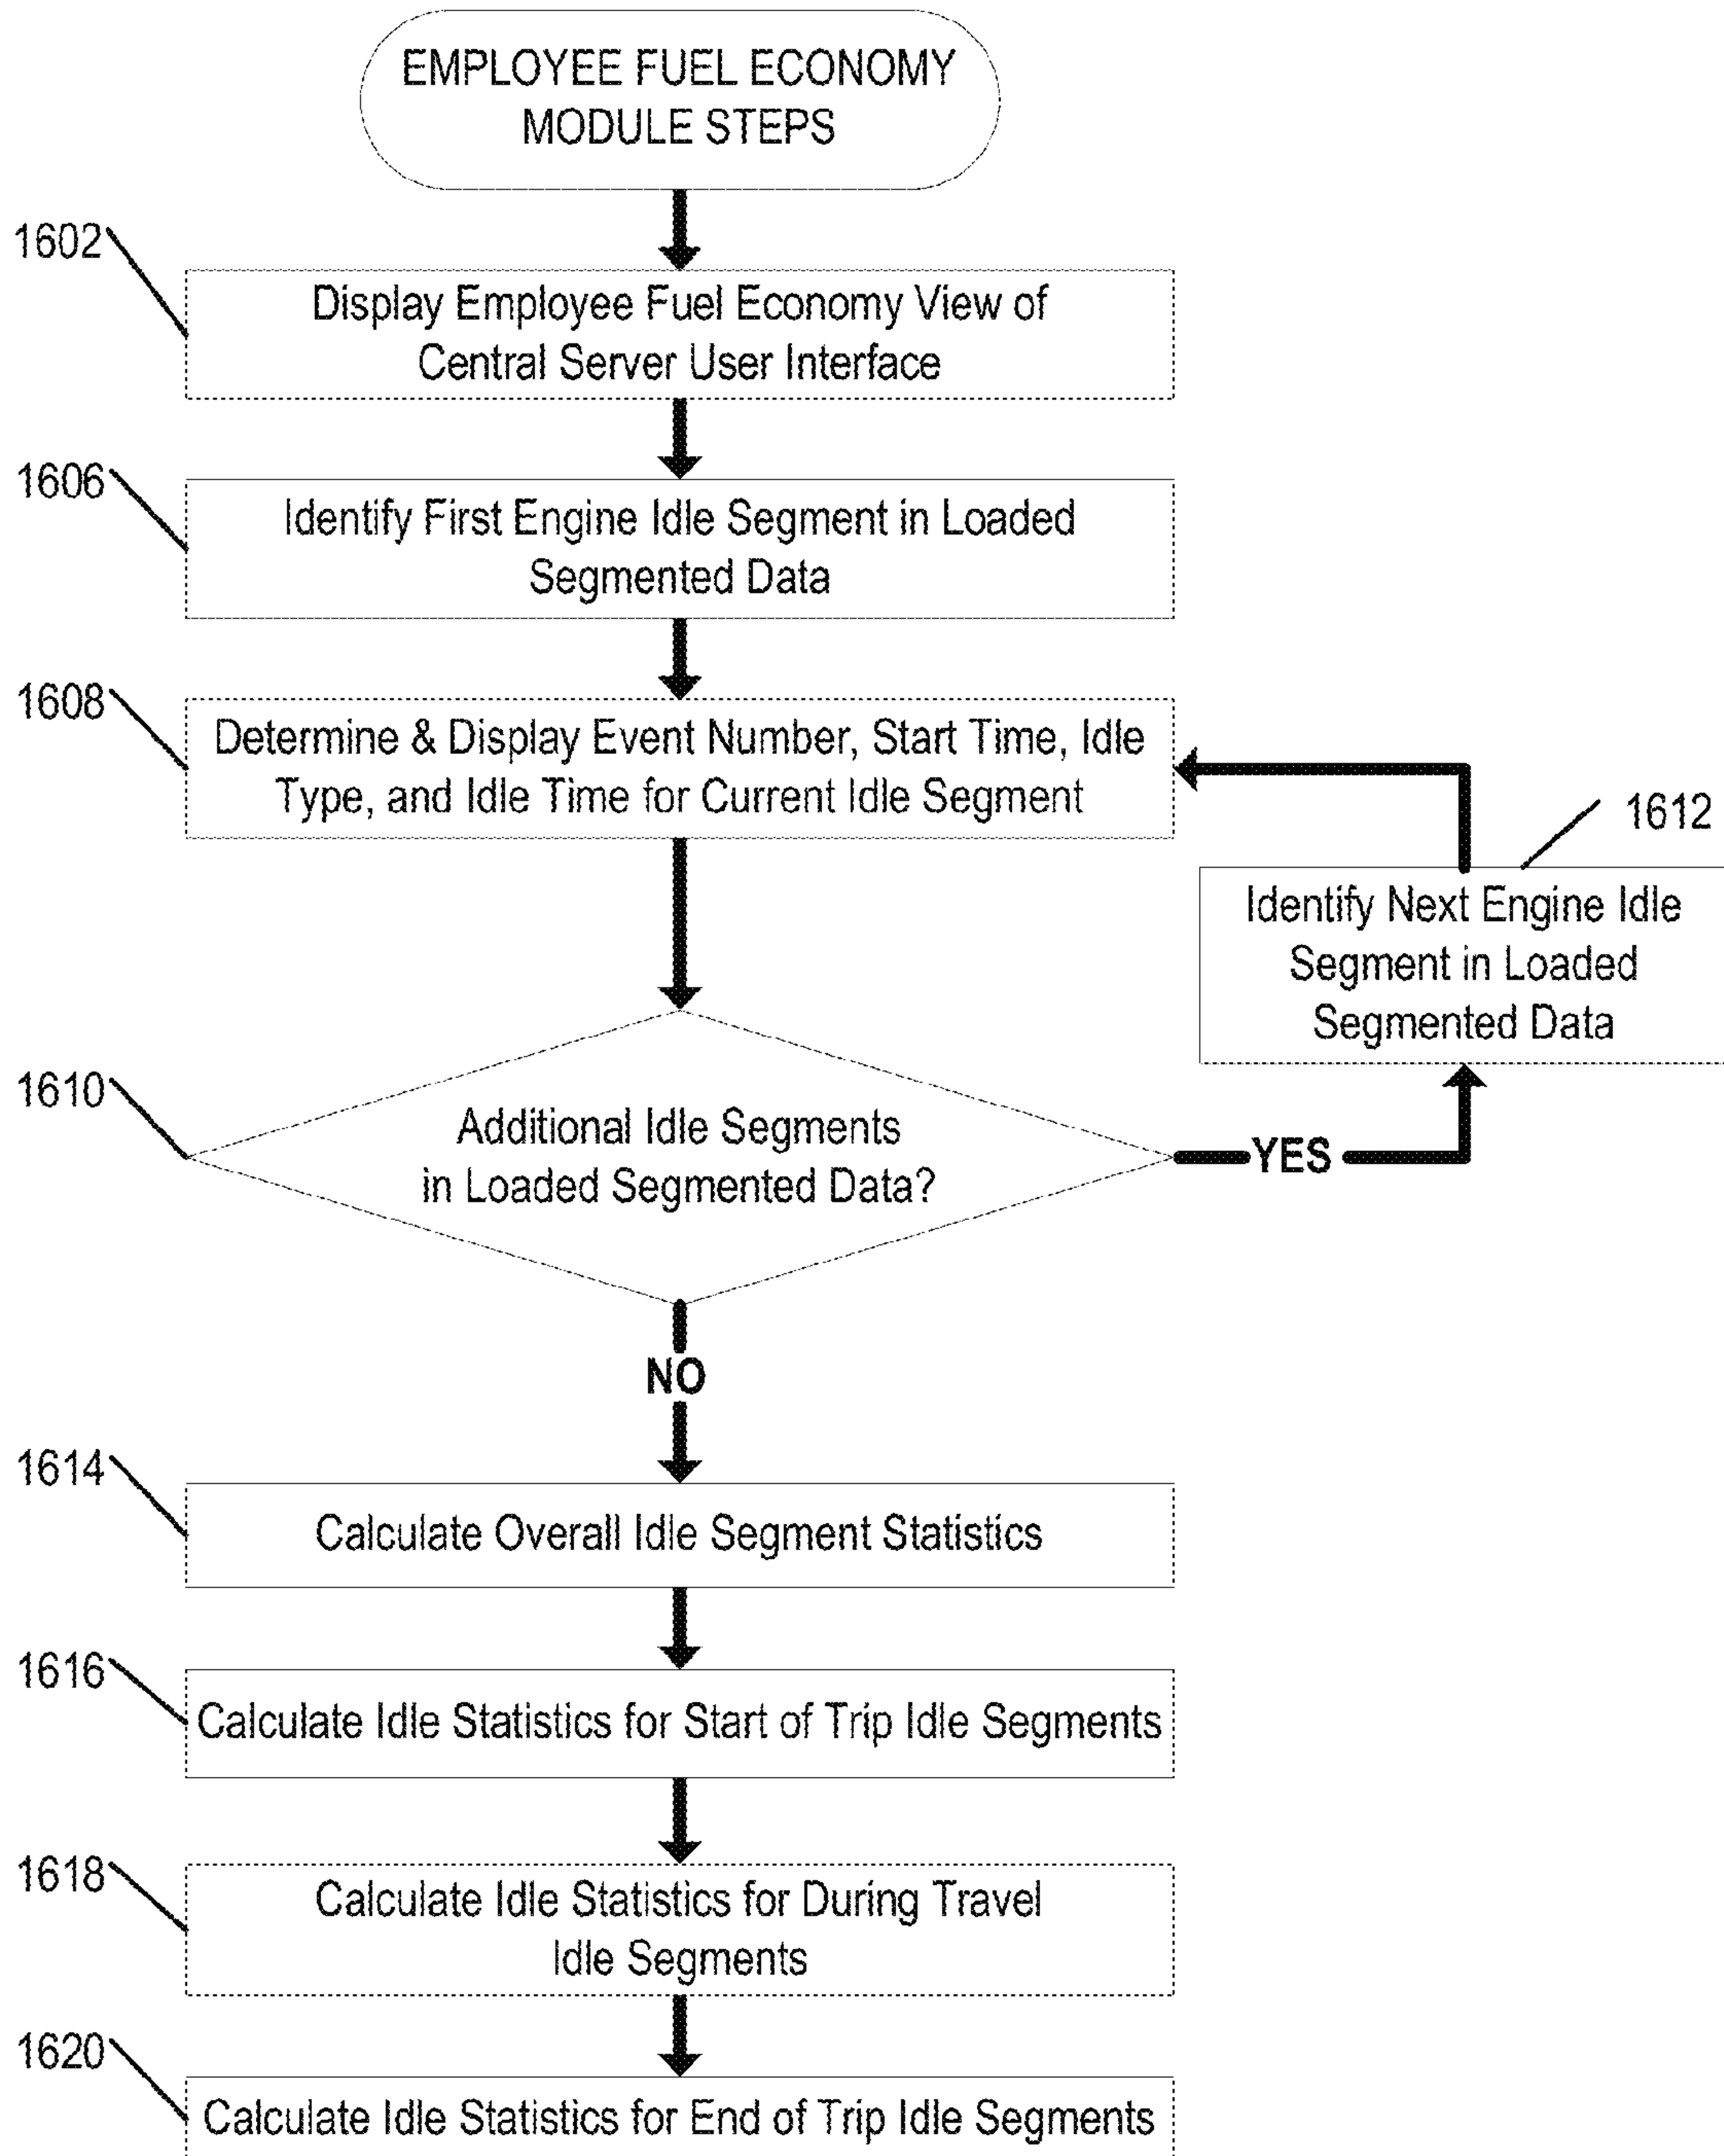 EMPLOYEE FUEL ECONOMY
MODULE STEPS
1602
Display Employee Fuel Economy View of
Central Server User Interface
1606
Identify First Engine Idle Segment in Loaded
Segmented Data
1608
Determine & Display Event Number, Start Time, Idle
Type, and Idle Time for Current Idle Segment
1612
Identify Next Engine Idle
Segment in Loaded
Segmented Data
1610
Additional Idle Segments
in Loaded Segmented Data?
YES
NO
1614
Calculate Overall Idle Segment Statistics
1616
Calculate Idle Statistics for Start of Trip Idle Segments
1618
Calculate Idle Statistics for During Travel
Idle Segments
1620
Calculate Idle Statistics for End of Trip Idle Segments